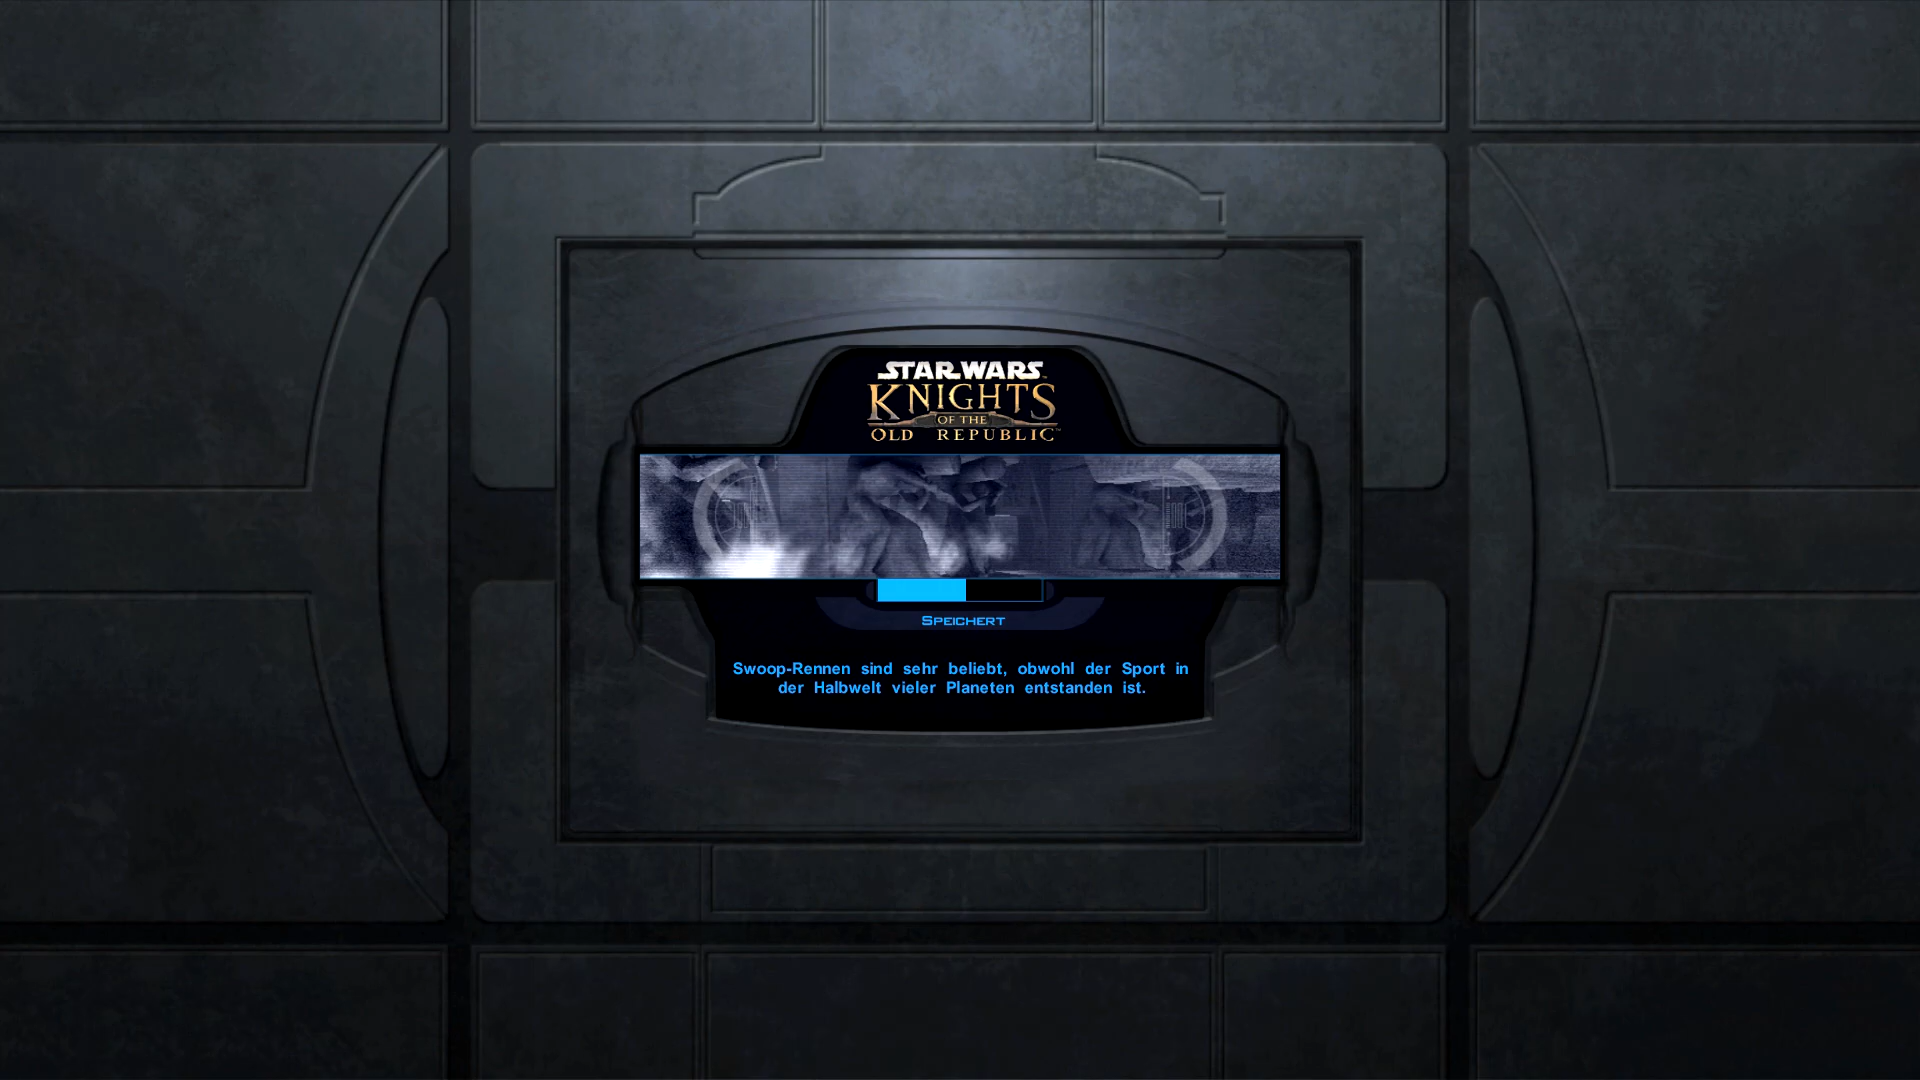 STAR WARS
KNIGHTS
OF THE
OLD REPUBLIC™
SPEICHERT
Swoop-Rennen sind sehr beliebt, obwohl der Sport in
der Halbwelt vieler Planeten entstanden ist.